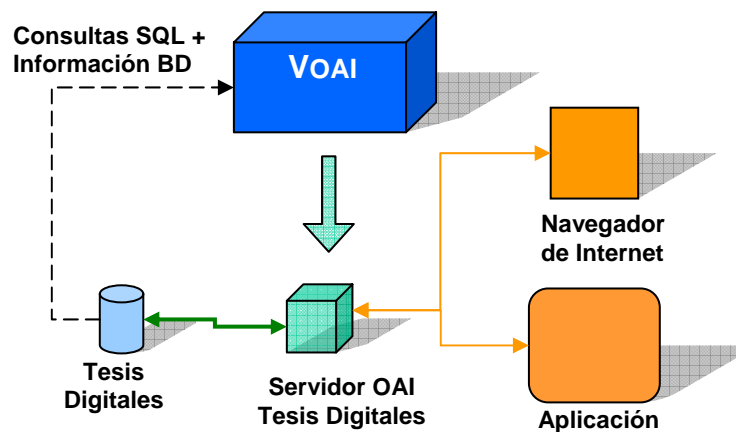 Consultas SQL +
Información BD
VOAI
Navegador
de Internet
Tesis
Digitales
Servidor OAI
Tesis Digitales
Aplicación